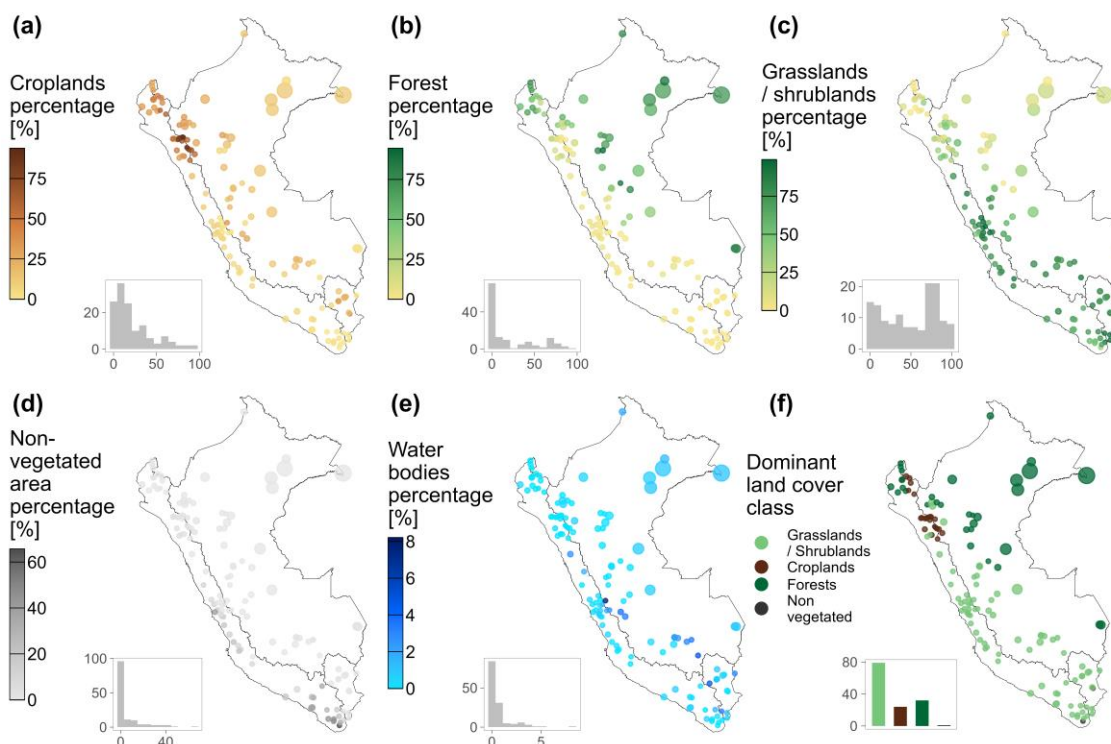 (a)
Croplands
percentage
[%]
75
50
25
0
20
0
0 50 100
(b)
Forest
percentage
[%]
75
50
25
0
40
0
0 50 100
(c)
Grasslands
/ shrublands
percentage
[%]
75
50
25
0
20
10
0
0 50 100
(d)
Non-
vegetated
area
percentage
[%]
60
40
20
0
100
50
0
0 40
(e)
Water
bodies
percentage
[%]
8
6
4
2
0
50
0
0 5
(f)
Dominant
land cover
class
Grasslands
/ Shrublands
Croplands
Forests
Non
vegetated
80
40
0